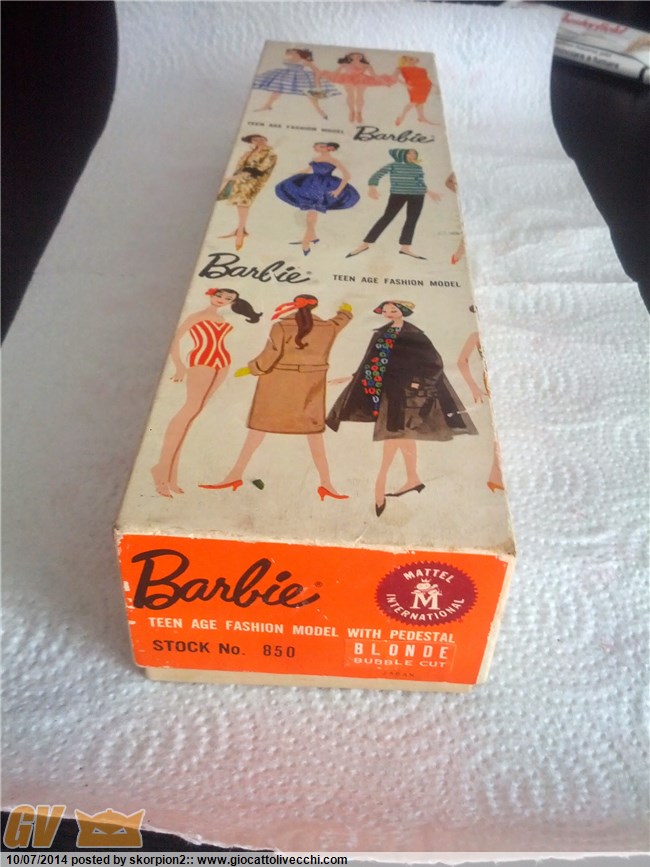 TEEN AGE FASHION MODEL Barbie®
Barbie® TEEN AGE FASHION MODEL
Barbie®
MATTEL
M
INTERNATIONAL
TEEN AGE FASHION MODEL WITH PEDESTAL
STOCK No. 850
BLONDE
BUBBLE CUT
JAPAN
GV
10/07/2014 posted by skorpion2:: www.giocattolivecchi.com